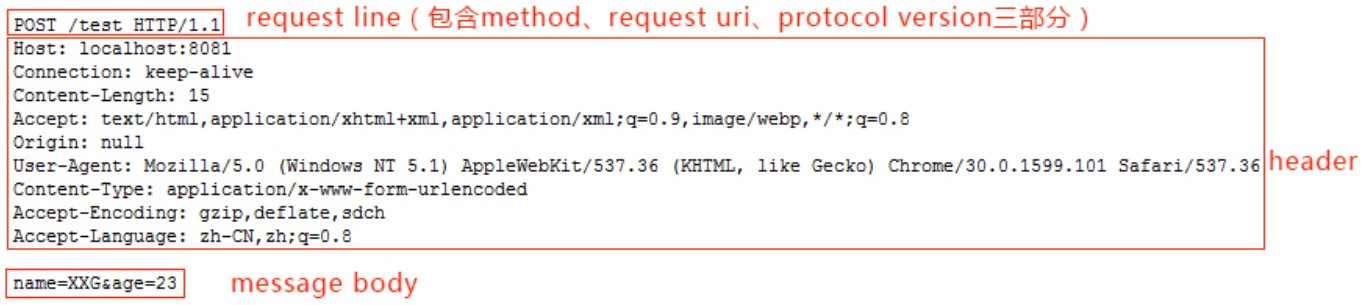 POST /test HTTP/1.1 request line（包含method、request uri、protocol version三部分）
Host: localhost:8081
Connection: keep-alive
Content-Length: 15
Accept: text/html,application/xhtml+xml,application/xml;q=0.9,image/webp,*/*;q=0.8
Origin: null
User-Agent: Mozilla/5.0 (Windows NT 5.1) AppleWebKit/537.36 (KHTML, like Gecko) Chrome/30.0.1599.101 Safari/537.36 header
Content-Type: application/x-www-form-urlencoded
Accept-Encoding: gzip,deflate,sdch
Accept-Language: zh-CN,zh;q=0.8
name=XXG&age=23 message body